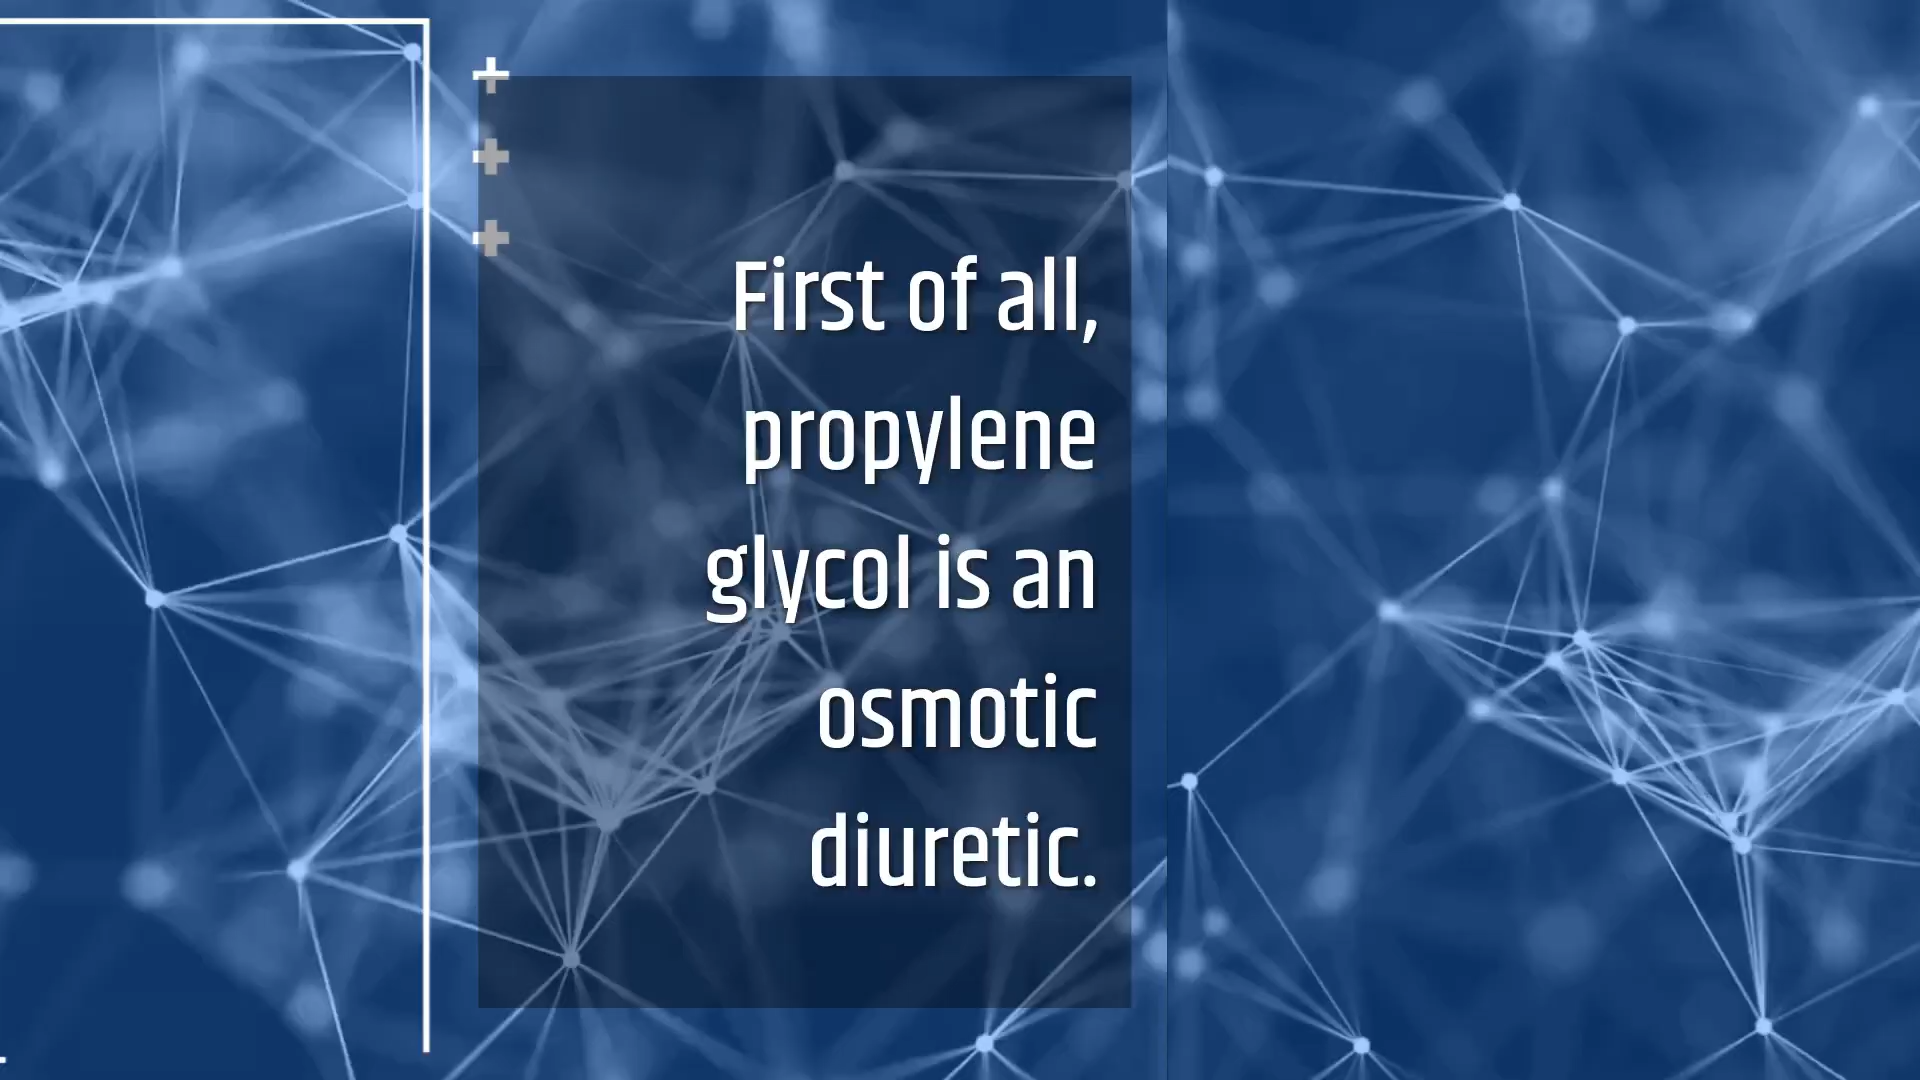 First of all,
propylene
glycol is an
osmotic
diuretic.